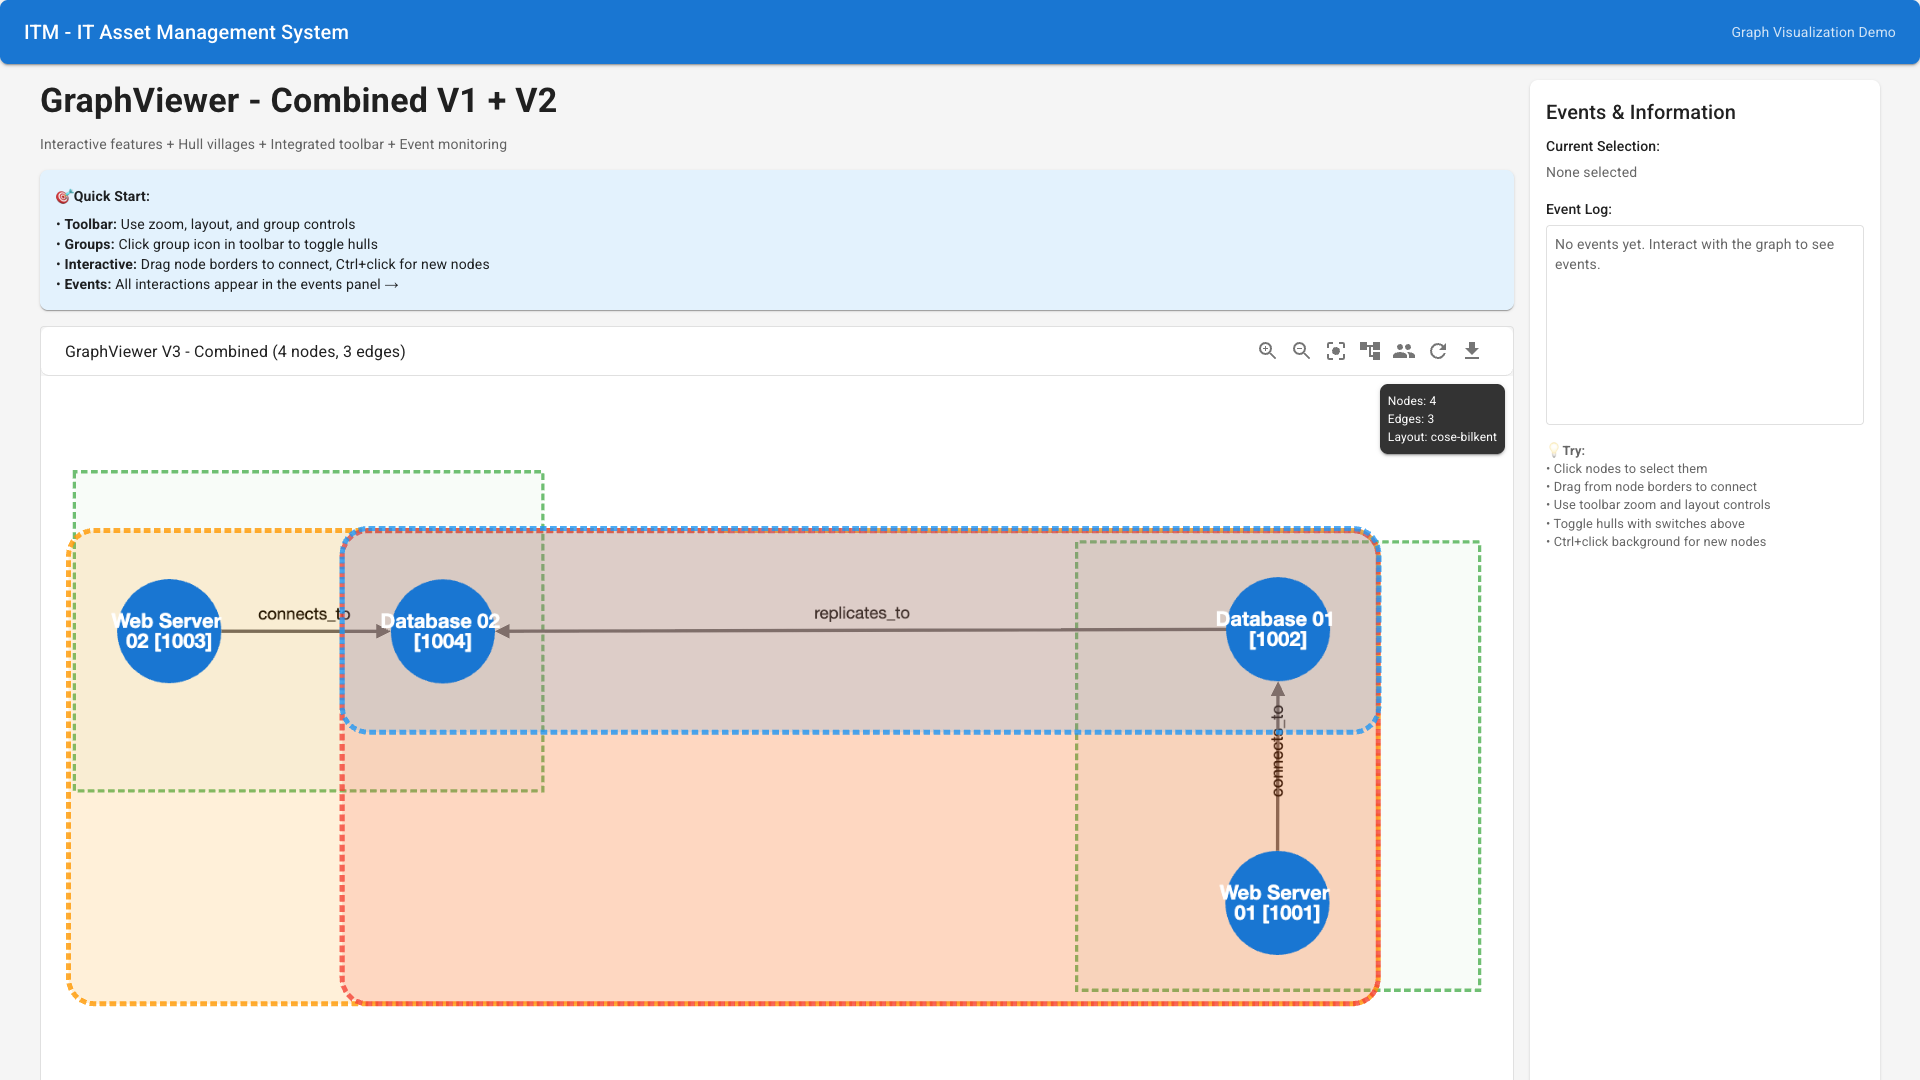 ITM - IT Asset Management System
Graph Visualization Demo
GraphViewer - Combined V1 + V2
Interactive features + Hull villages + Integrated toolbar + Event monitoring
🎯Quick Start:
• Toolbar: Use zoom, layout, and group controls
• Groups: Click group icon in toolbar to toggle hulls
• Interactive: Drag node borders to connect, Ctrl+click for new nodes
• Events: All interactions appear in the events panel →
GraphViewer V3 - Combined (4 nodes, 3 edges)
Nodes: 4
Edges: 3
Layout: cose-bilkent
Web Server
02 [1003]
connects_to
Database 02
[1004]
replicates_to
Database 01
[1002]
connects_to
Web Server
01 [1001]
Events & Information
Current Selection:
None selected
Event Log:
No events yet. Interact with the graph to see
events.
💡Try:
• Click nodes to select them
• Drag from node borders to connect
• Use toolbar zoom and layout controls
• Toggle hulls with switches above
• Ctrl+click background for new nodes